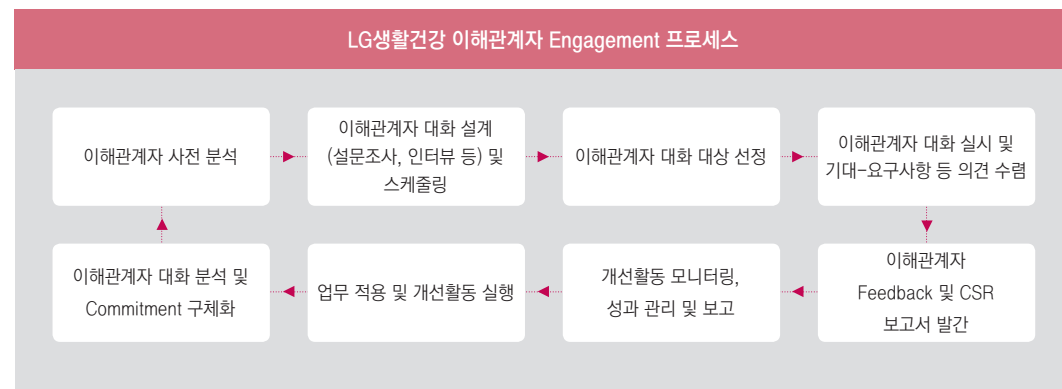 LG생활건강 이해관계자 Engagement 프로세스
이해관계자 사전 분석
이해관계자 대화 설계
(설문조사, 인터뷰 등) 및
스케줄링
이해관계자 대화 대상 선정
이해관계자 대화 실시 및
기대-요구사항 등 의견 수렴
이해관계자 대화 분석 및
Commitment 구체화
업무 적용 및 개선활동 실행
개선활동 모니터링,
성과 관리 및 보고
이해관계자
Feedback 및 CSR
보고서 발간